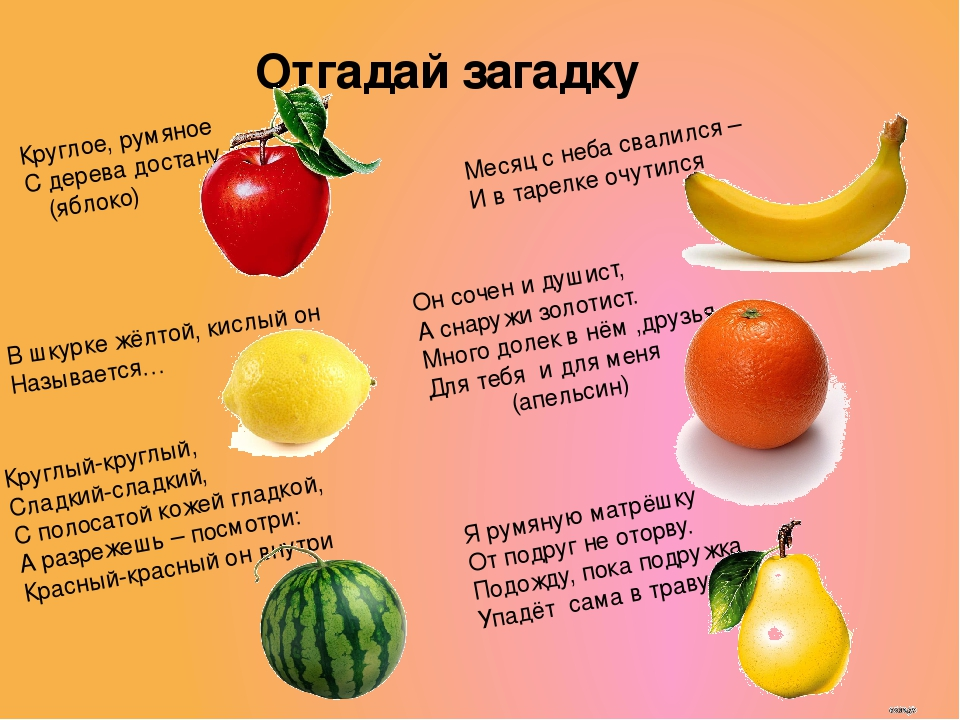 Отгадай загадку
Круглое, румяное
С дерева достану
(яблоко)
Месяц с неба свалился –
И в тарелке очутился
В шкурке жёлтой, кислый он
Называется…
Он сочен и душист,
А снаружи золотист.
Много долек в нём ,друзья
Для тебя и для меня
(апельсин)
Круглый-круглый,
Сладкий-сладкий,
С полосатой кожей гладкой,
А разрежешь – посмотри:
Красный-красный он внутри
Я румяную матрёшку
От подруг не оторву.
Подожду, пока подружка
Упадёт сама в траву